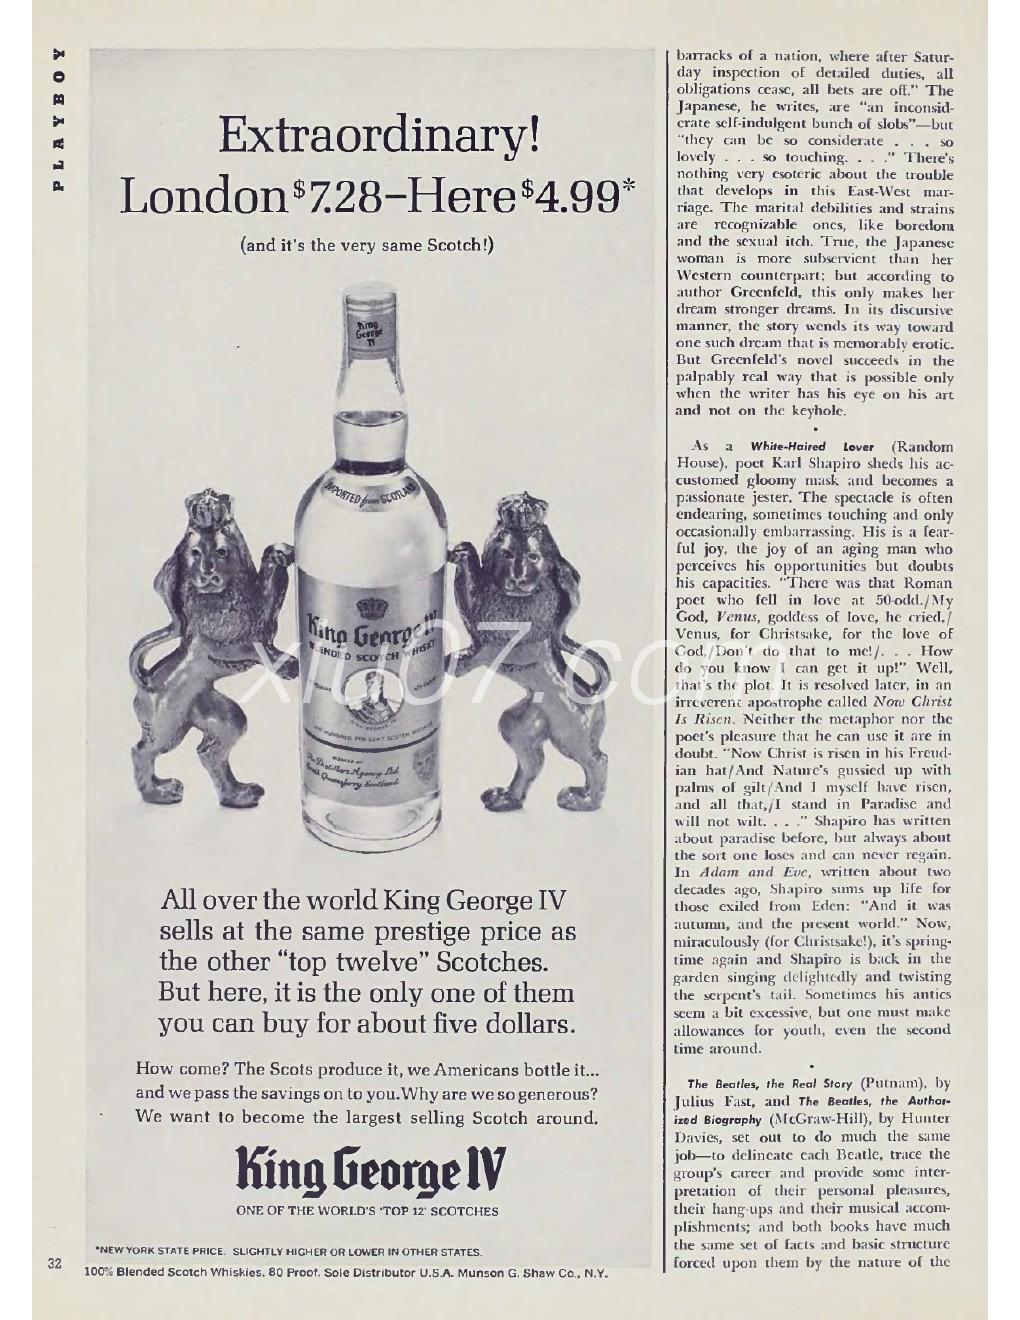 PLAYBOY
Extraordinary!
London $7.28–Here $4.99*
(and it's the very same Scotch!)
King
George
IV
IMPORTED from SCOTLAND
King George IV
BLENDED SCOTCH WHISKY
The Distillers Agency Ltd.
South Queensferry Scotland
All over the world King George IV
sells at the same prestige price as
the other “top twelve” Scotches.
But here, it is the only one of them
you can buy for about five dollars.
How come? The Scots produce it, we Americans bottle it...
and we pass the savings on to you. Why are we so generous?
We want to become the largest selling Scotch around.
King George IV
ONE OF THE WORLD'S ‘TOP 12’ SCOTCHES
*NEW YORK STATE PRICE. SLIGHTLY HIGHER OR LOWER IN OTHER STATES.
100% Blended Scotch Whiskies. 80 Proof. Sole Distributor U.S.A. Munson G. Shaw Co., N.Y.
32
barracks of a nation, where after Satur-
day inspection of detailed duties, all
obligations cease, all bets are off.” The
Japanese, he writes, are “an inconsid-
erate self-indulgent bunch of slobs”—but
“they can be so considerate . . . so
lovely . . . so touching. . . .” There's
nothing very esoteric about the trouble
that develops in this East-West mar-
riage. The marital debilities and strains
are recognizable ones, like boredom
and the sexual itch. True, the Japanese
woman is more subservient than her
Western counterpart; but according to
author Greenfeld, this only makes her
dream stronger dreams. In its discursive
manner, the story wends its way toward
one such dream that is memorably erotic.
But Greenfeld's novel succeeds in the
palpably real way that is possible only
when the writer has his eye on his art
and not on the keyhole.
•
As a White-Haired Lover (Random
House), poet Karl Shapiro sheds his ac-
customed gloomy mask and becomes a
passionate jester. The spectacle is often
endearing, sometimes touching and only
occasionally embarrassing. His is a fear-
ful joy, the joy of an aging man who
perceives his opportunities but doubts
his capacities. “There was that Roman
poet who fell in love at 50-odd./My
God, Venus, goddess of love, he cried,/
Venus, for Christsake, for the love of
God,/Don't do that to me!/. . . How
do you know I can get it up!” Well,
that's the plot. It is resolved later, in an
irreverent apostrophe called Now Christ
Is Risen. Neither the metaphor nor the
poet's pleasure that he can use it are in
doubt. “Now Christ is risen in his Freud-
ian hat/And Nature's gussied up with
palms of gilt/And I myself have risen,
and all that,/I stand in Paradise and
will not wilt. . . .” Shapiro has written
about paradise before, but always about
the sort one loses and can never regain.
In Adam and Eve, written about two
decades ago, Shapiro sums up life for
those exiled from Eden: “And it was
autumn, and the present world.” Now,
miraculously (for Christsake!), it's spring-
time again and Shapiro is back in the
garden singing delightedly and twisting
the serpent's tail. Sometimes his antics
seem a bit excessive, but one must make
allowances for youth, even the second
time around.
•
The Beatles, the Real Story (Putnam), by
Julius Fast, and The Beatles, the Author-
ized Biography (McGraw-Hill), by Hunter
Davies, set out to do much the same
job—to delineate each Beatle, trace the
group's career and provide some inter-
pretation of their personal pleasures,
their hang-ups and their musical accom-
plishments; and both books have much
the same set of facts and basic structure
forced upon them by the nature of the
xiu07.com